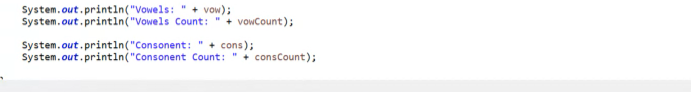 System.out.println("Vowels: " + vow);
System.out.println("Vowels Count: " + vowCount);
System.out.println("Consonent: " + cons);
System.out.println("Consonent Count: " + consCount);